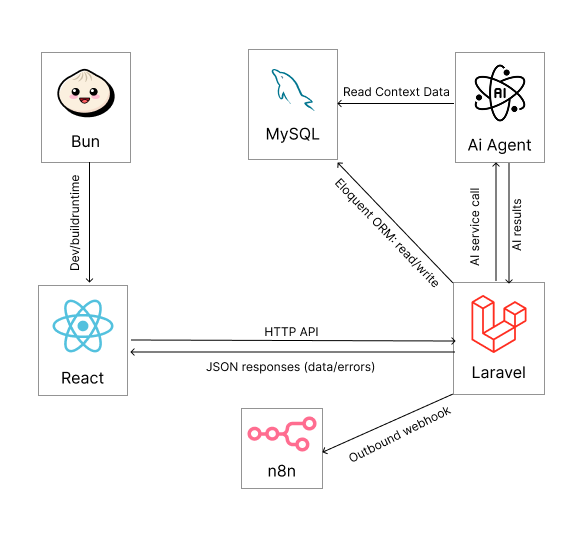 Bun
MySQL
AI
Ai Agent
Read Context Data
Dev/buildruntime
Eloquent ORM: read/write
AI service call
AI results
React
HTTP API
JSON responses (data/errors)
Laravel
Outbound webhook
n8n